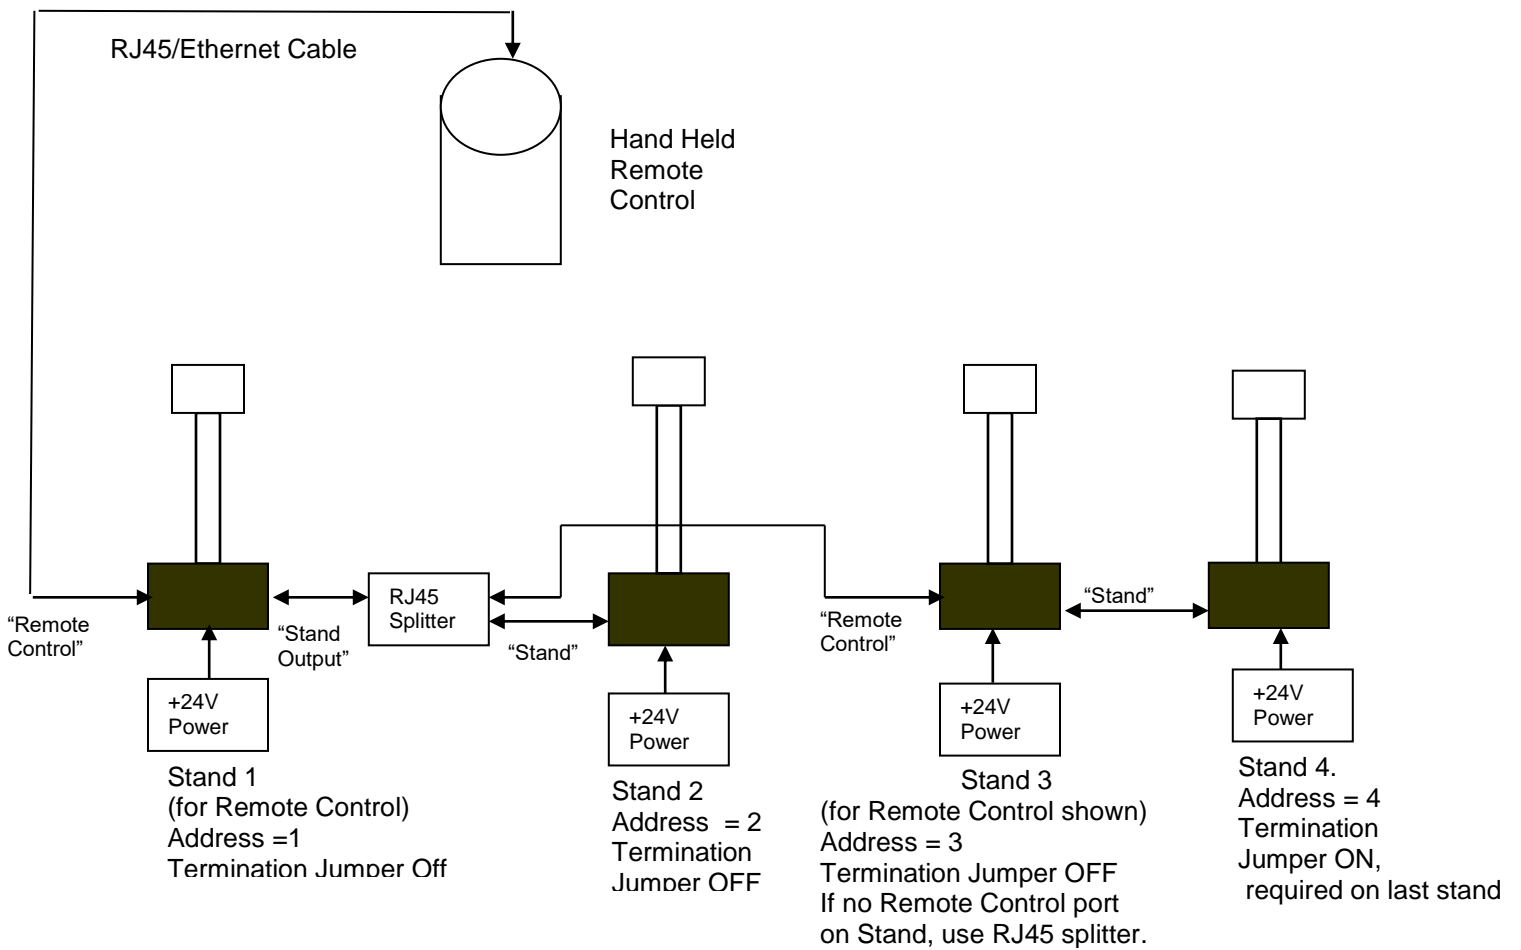 RJ45/Ethernet Cable
Hand Held
Remote
Control
“Remote
Control”
“Stand
Output”
RJ45
Splitter
“Stand”
“Remote
Control”
“Stand”
+24V
Power
+24V
Power
+24V
Power
+24V
Power
Stand 1
(for Remote Control)
Address =1
Termination Jumper Off
Stand 2
Address = 2
Termination
Jumper OFF
Stand 3
(for Remote Control shown)
Address = 3
Termination Jumper OFF
If no Remote Control port
on Stand, use RJ45 splitter.
Stand 4.
Address = 4
Termination
Jumper ON,
required on last stand